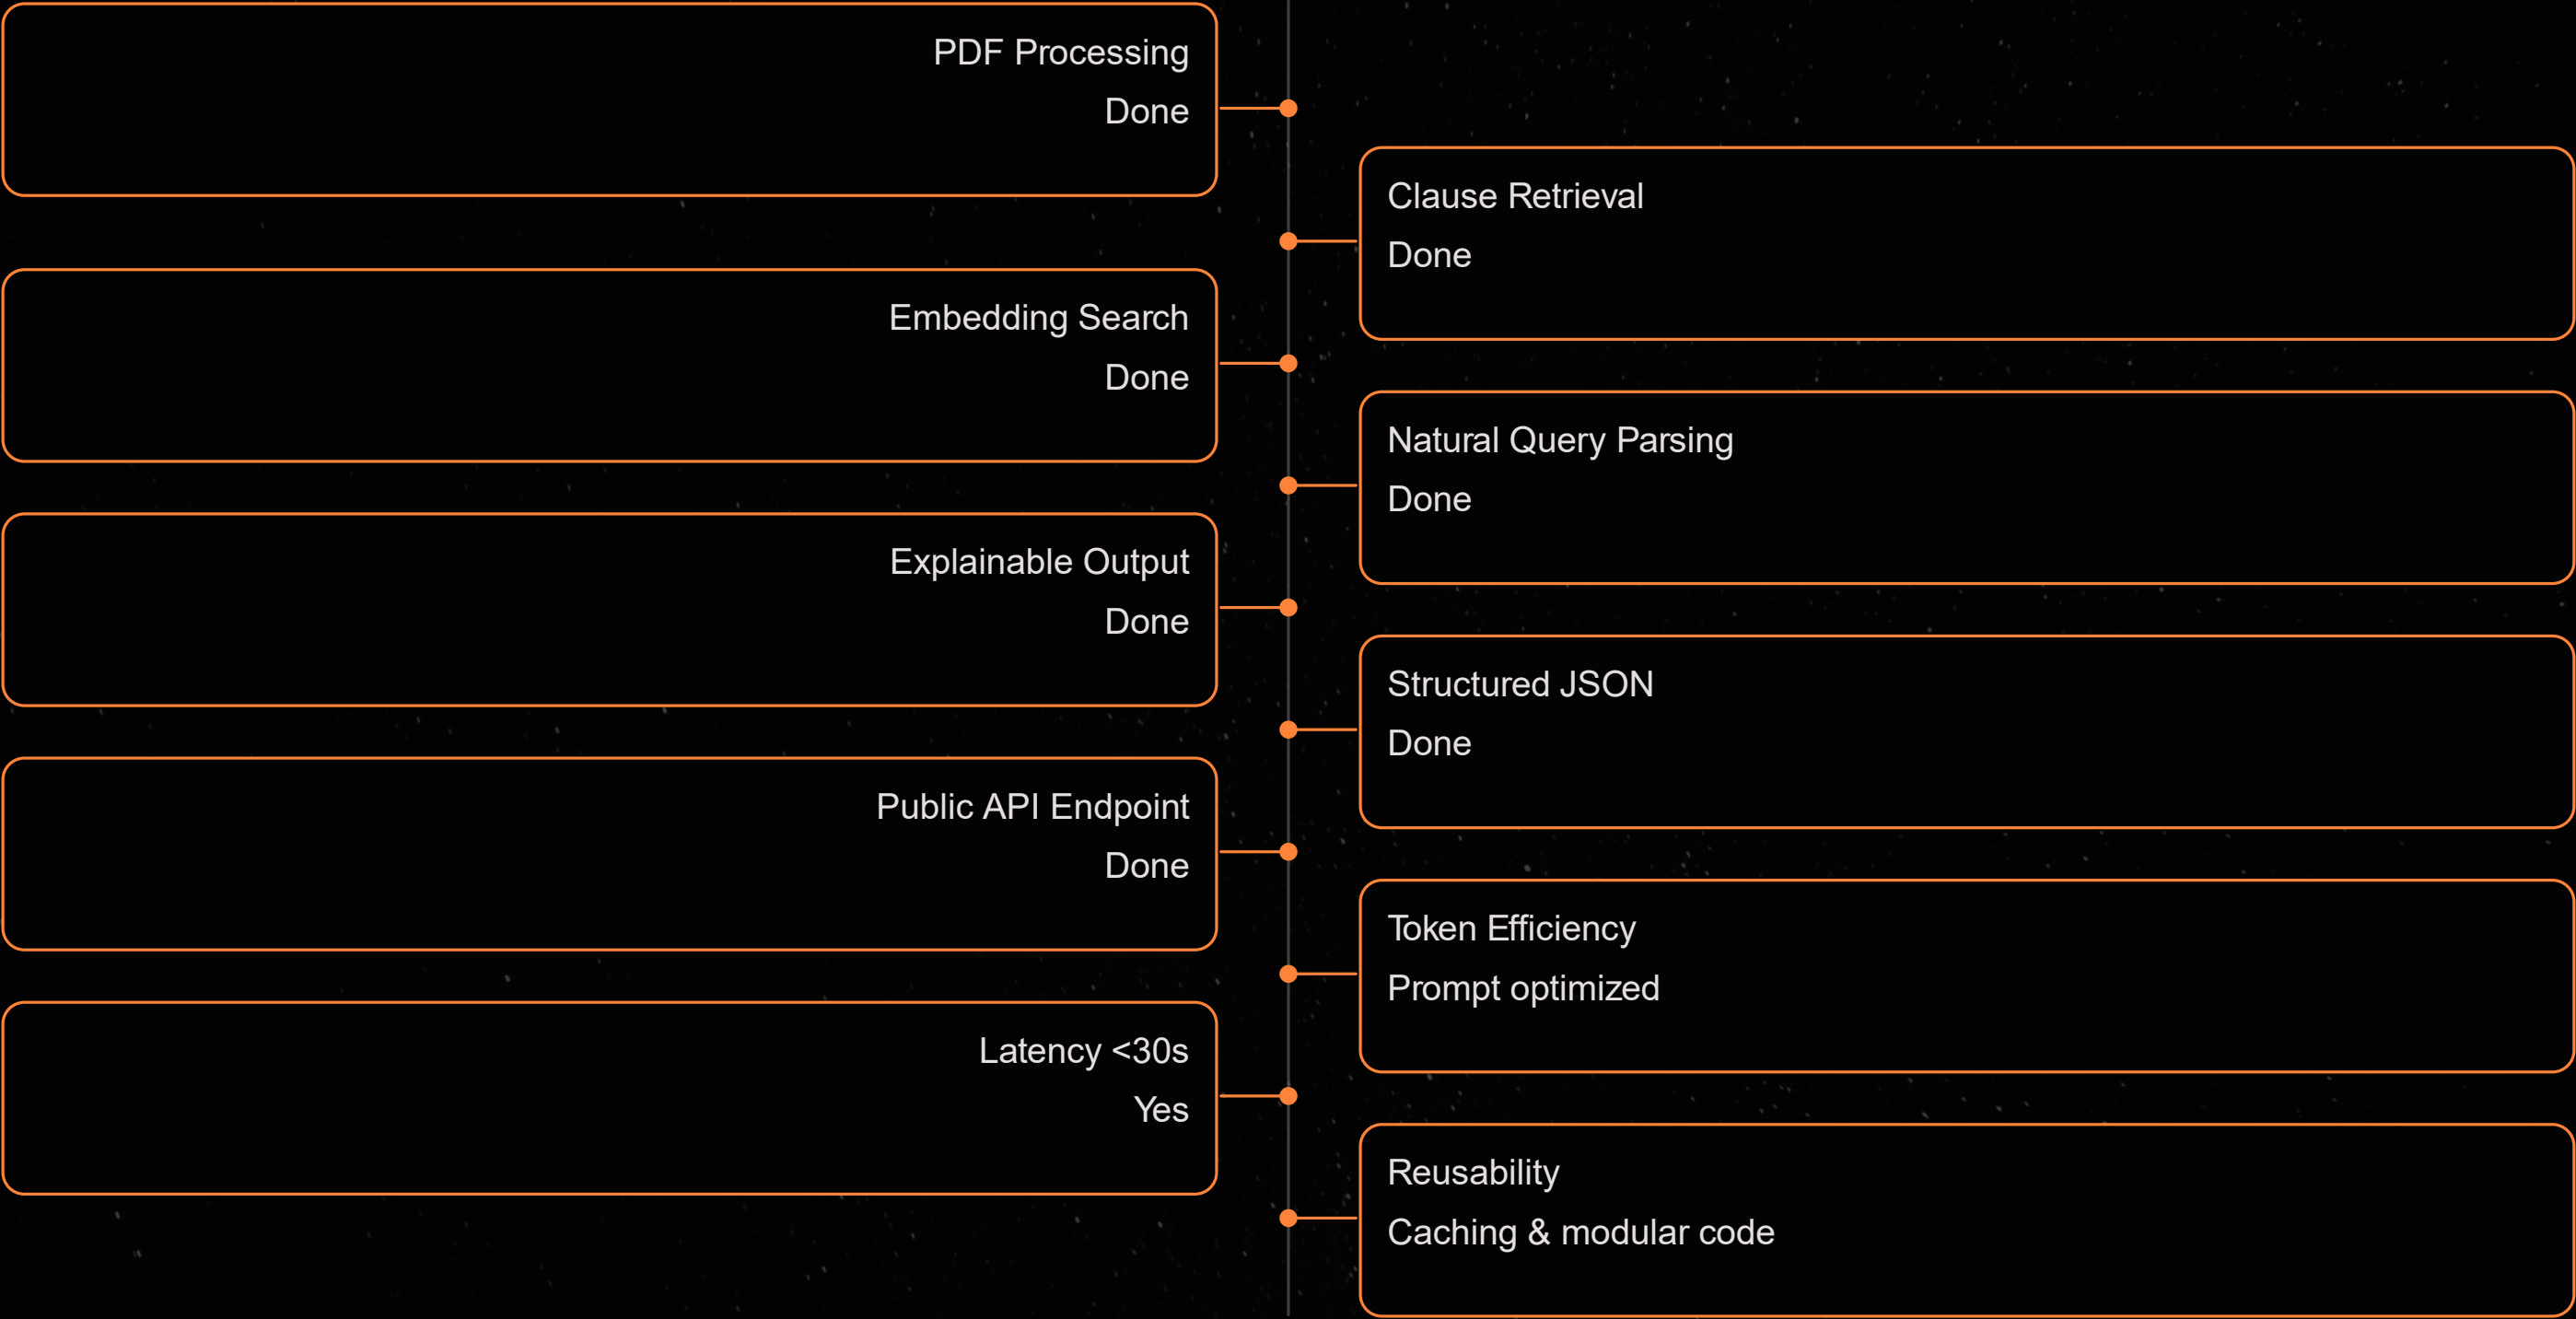 PDF Processing
Done
Clause Retrieval
Done
Embedding Search
Done
Natural Query Parsing
Done
Explainable Output
Done
Structured JSON
Done
Public API Endpoint
Done
Token Efficiency
Prompt optimized
Latency <30s
Yes
Reusability
Caching & modular code